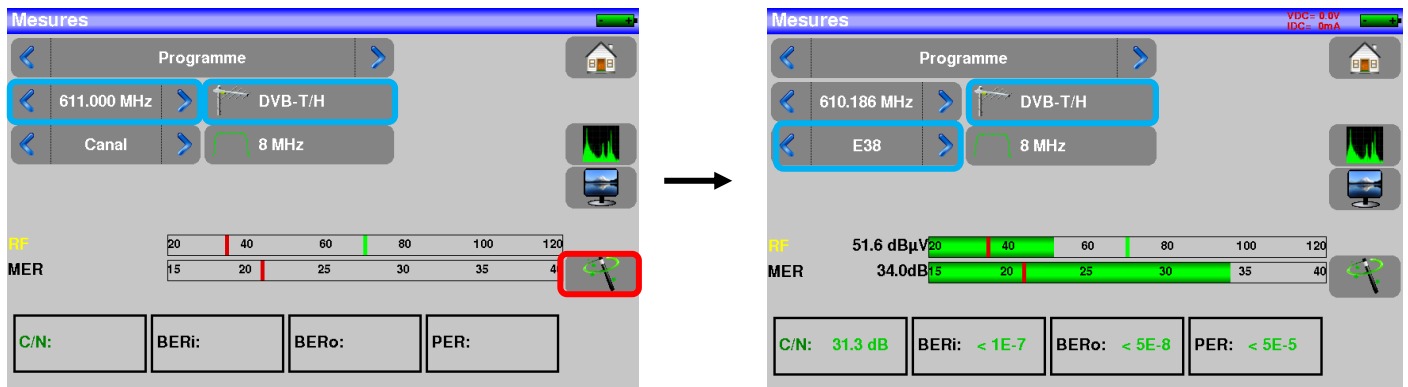 Mesures
Programme
611.000 MHz DVB-T/H
Canal 8 MHz
RF 20 40 60 80 100 120
MER 15 20 25 30 35 4
C/N: BERi: BERo: PER:
Mesures VDC= 0.0V
IDC= 0mA
Programme
610.186 MHz DVB-T/H
E38 8 MHz
RF 51.6 dBµV 20 40 60 80 100 120
MER 34.0dB 15 20 25 30 35 40
C/N: 31.3 dB BERi: < 1E-7 BERo: < 5E-8 PER: < 5E-5